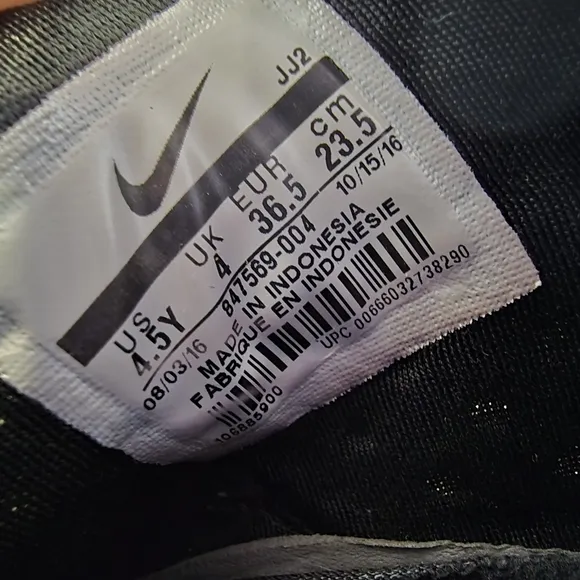 JJ2
US UK EUR cm
4.5Y 4 36.5 23.5
08/03/16 847569-004 10/15/16
MADE IN INDONESIA
FABRIQUE EN INDONESIE
UPC 00666032738290
106885900